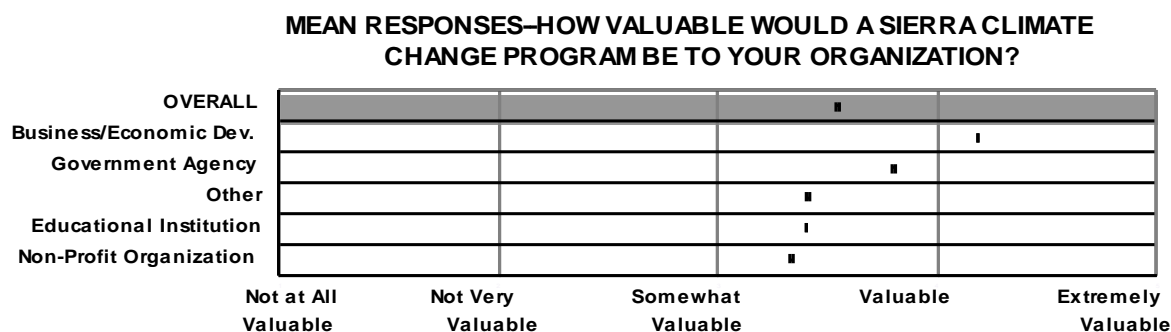 MEAN RESPONSES–HOW VALUABLE WOULD A SIERRA CLIMATE
CHANGE PROGRAM BE TO YOUR ORGANIZATION?
OVERALL
Business/Economic Dev.
Government Agency
Other
Educational Institution
Non-Profit Organization
Not at All Not Very Somewhat Valuable Extremely
Valuable Valuable Valuable Valuable